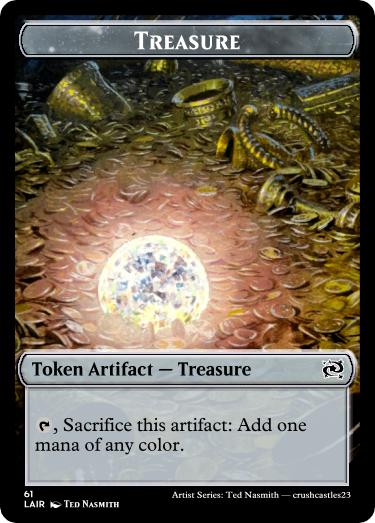 Treasure
Token Artifact — Treasure
, Sacrifice this artifact: Add one
mana of any color.
61
LAIR Ted Nasmith
Artist Series: Ted Nasmith — crushcastles23